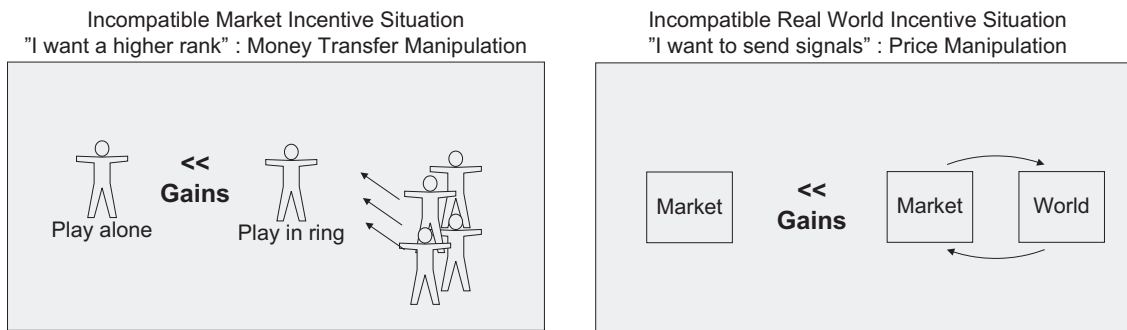 Incompatible Market Incentive Situation
"I want a higher rank" : Money Transfer Manipulation
<<
Gains
Play alone
Play in ring
Incompatible Real World Incentive Situation
"I want to send signals" : Price Manipulation
Market
<<
Gains
Market
World